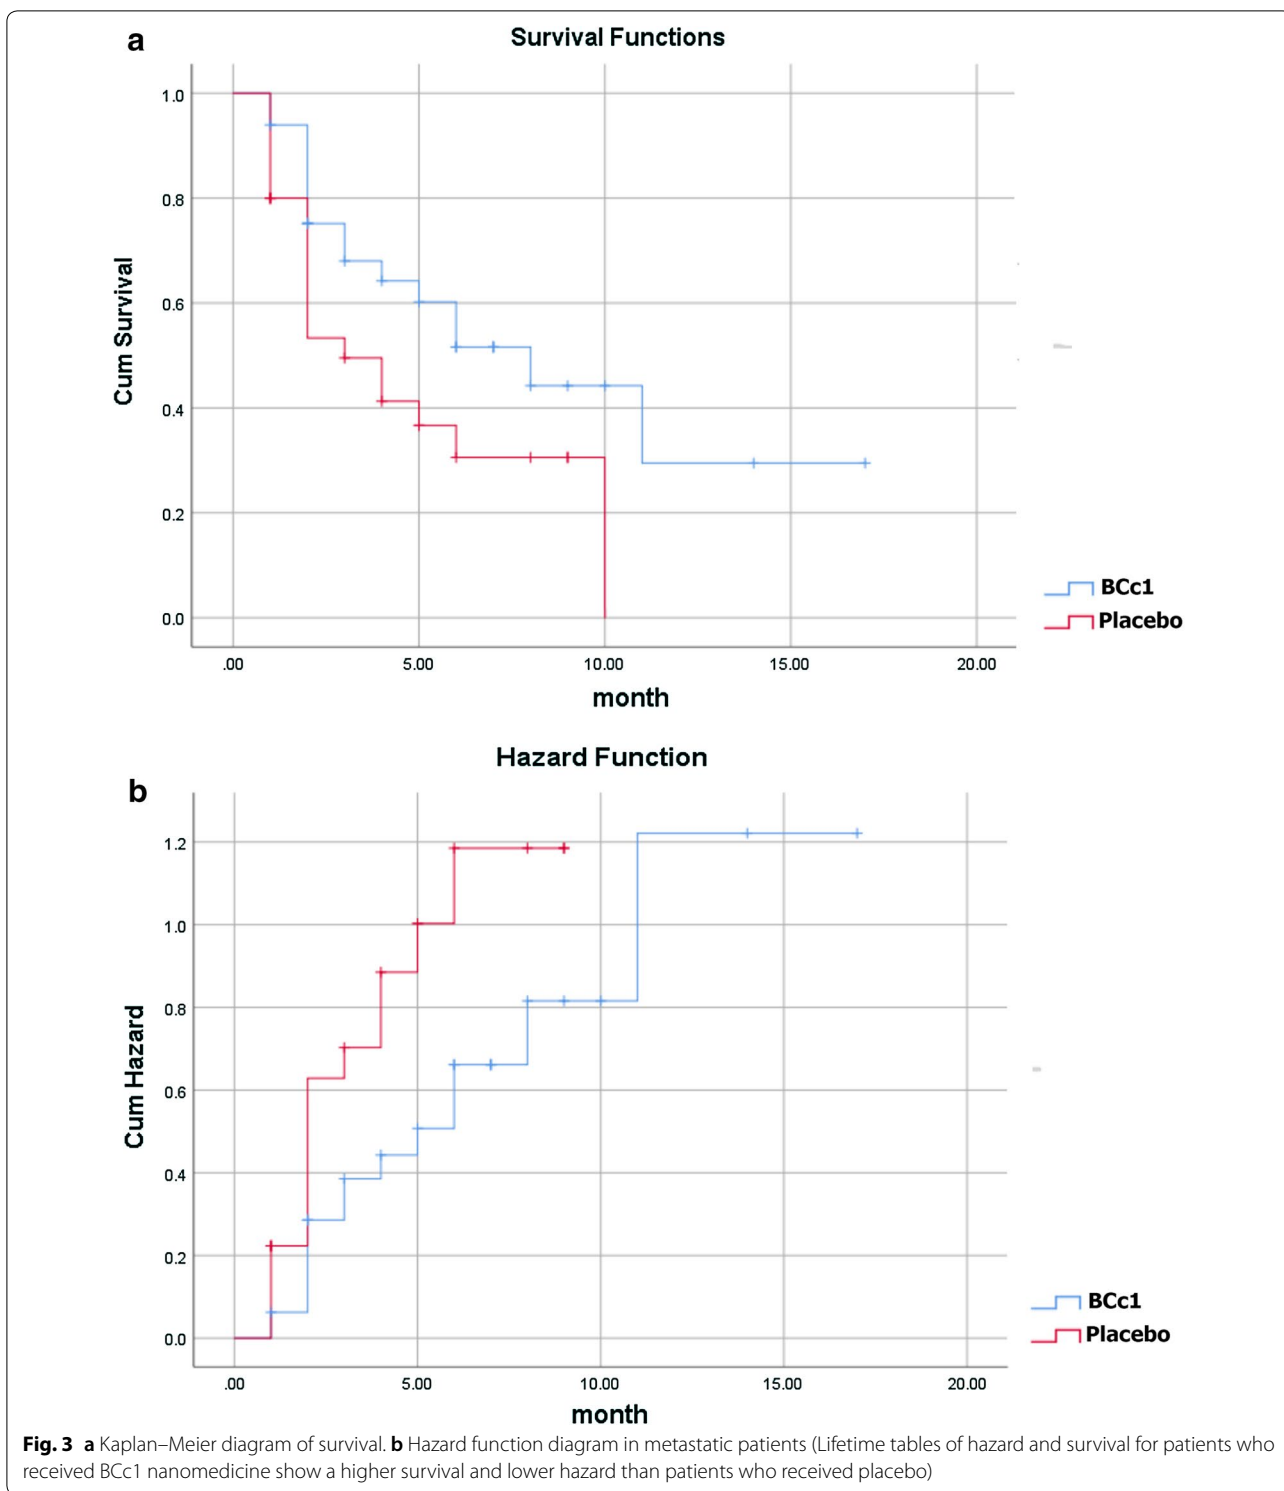 a
Survival Functions
1.0
0.8
0.6
0.4
0.2
0.0
Cum Survival
.00 5.00 10.00 15.00 20.00
month
BCc1
Placebo
Hazard Function
b
1.2
1.0
0.8
0.6
0.4
0.2
0.0
Cum Hazard
.00 5.00 10.00 15.00 20.00
month
BCc1
Placebo
Fig. 3 a Kaplan–Meier diagram of survival. b Hazard function diagram in metastatic patients (Lifetime tables of hazard and survival for patients who
received BCc1 nanomedicine show a higher survival and lower hazard than patients who received placebo)